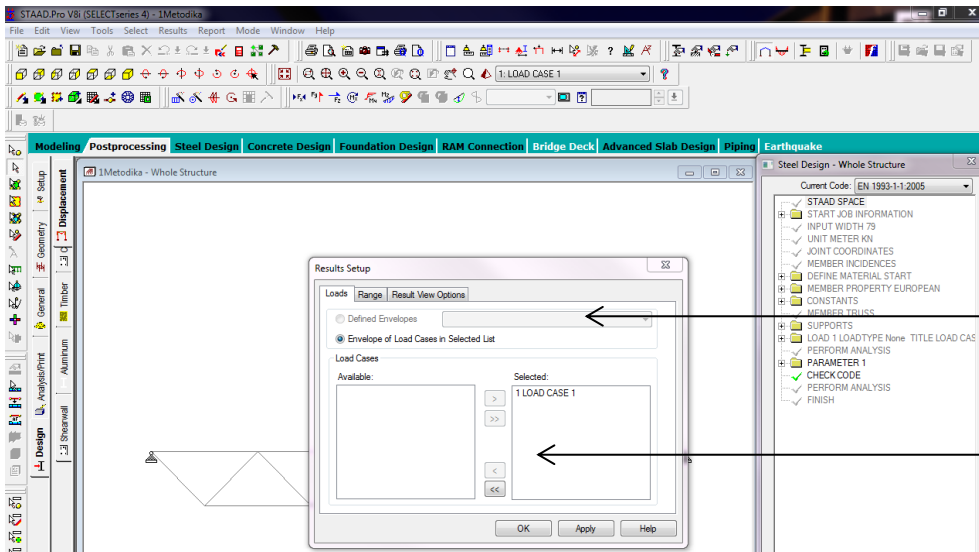 STAAD.Pro V8i (SELECTseries 4) - 1Metodika
File Edit View Tools Select Results Report Mode Window Help
1: LOAD CASE 1
Modeling Postprocessing Steel Design Concrete Design Foundation Design RAM Connection Bridge Deck Advanced Slab Design Piping Earthquake
Setup
Geometry
General
Analysis/Print
Design
Displacement
Timber
Aluminum
Shearwall
1Metodika - Whole Structure
Results Setup
Loads Range Result View Options
Defined Envelopes
Envelope of Load Cases in Selected List
Load Cases
Available: Selected:
1 LOAD CASE 1
>
>>
<
<<
OK Apply Help
Steel Design - Whole Structure
Current Code: EN 1993-1-1:2005
STAAD SPACE
START JOB INFORMATION
INPUT WIDTH 79
UNIT METER KN
JOINT COORDINATES
MEMBER INCIDENCES
DEFINE MATERIAL START
MEMBER PROPERTY EUROPEAN
CONSTANTS
MEMBER TRUSS
SUPPORTS
LOAD 1 LOADTYPE None TITLE LOAD CAS
PERFORM ANALYSIS
PARAMETER 1
CHECK CODE
PERFORM ANALYSIS
FINISH